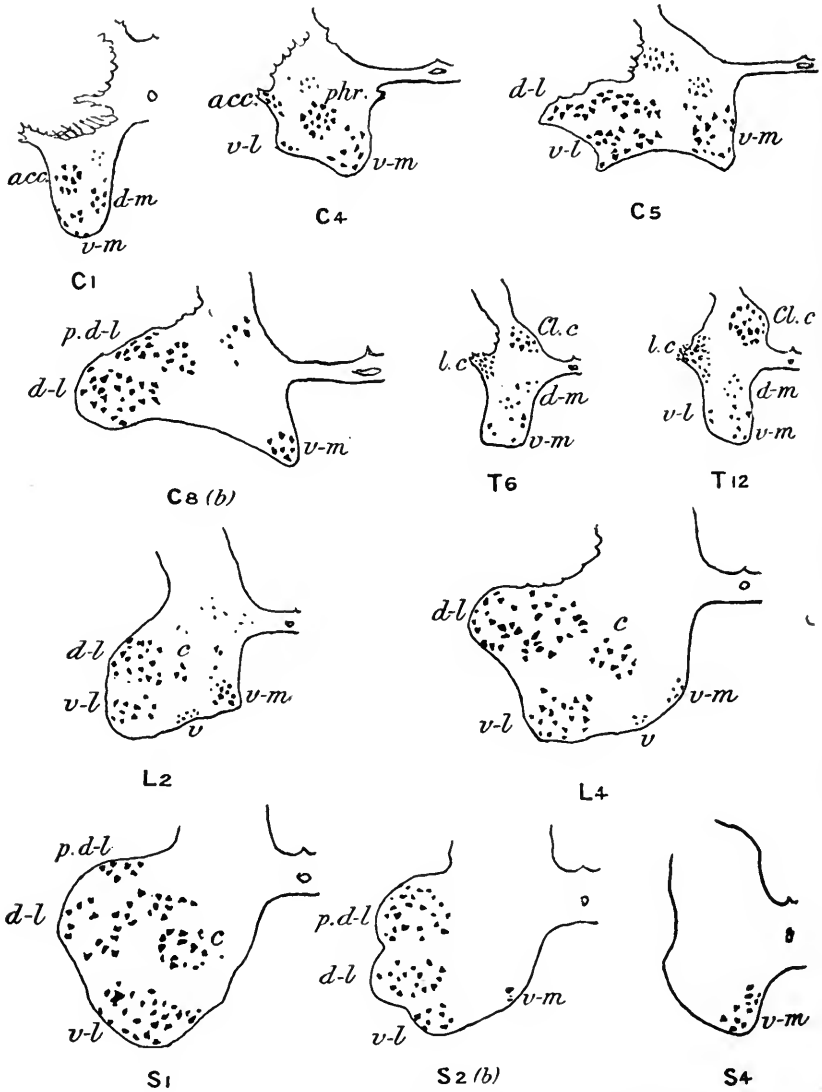 acc.
d-m
v-m
C1
acc.
phr.
v-l
v-m
C4
d-l
v-l
v-m
C5
p.d-l
d-l
v-m
C8 (b)
Cl.c
l.c
d-m
v-m
T6
Cl.c
l.c
d-m
v-l
v-m
T12
d-l
c
v-l
v-m
v
L2
d-l
c
v-m
v-l
v
L4
p.d-l
d-l
c
v-l
S1
p.d-l
d-l
v-m
v-l
S2 (b)
v-m
S4